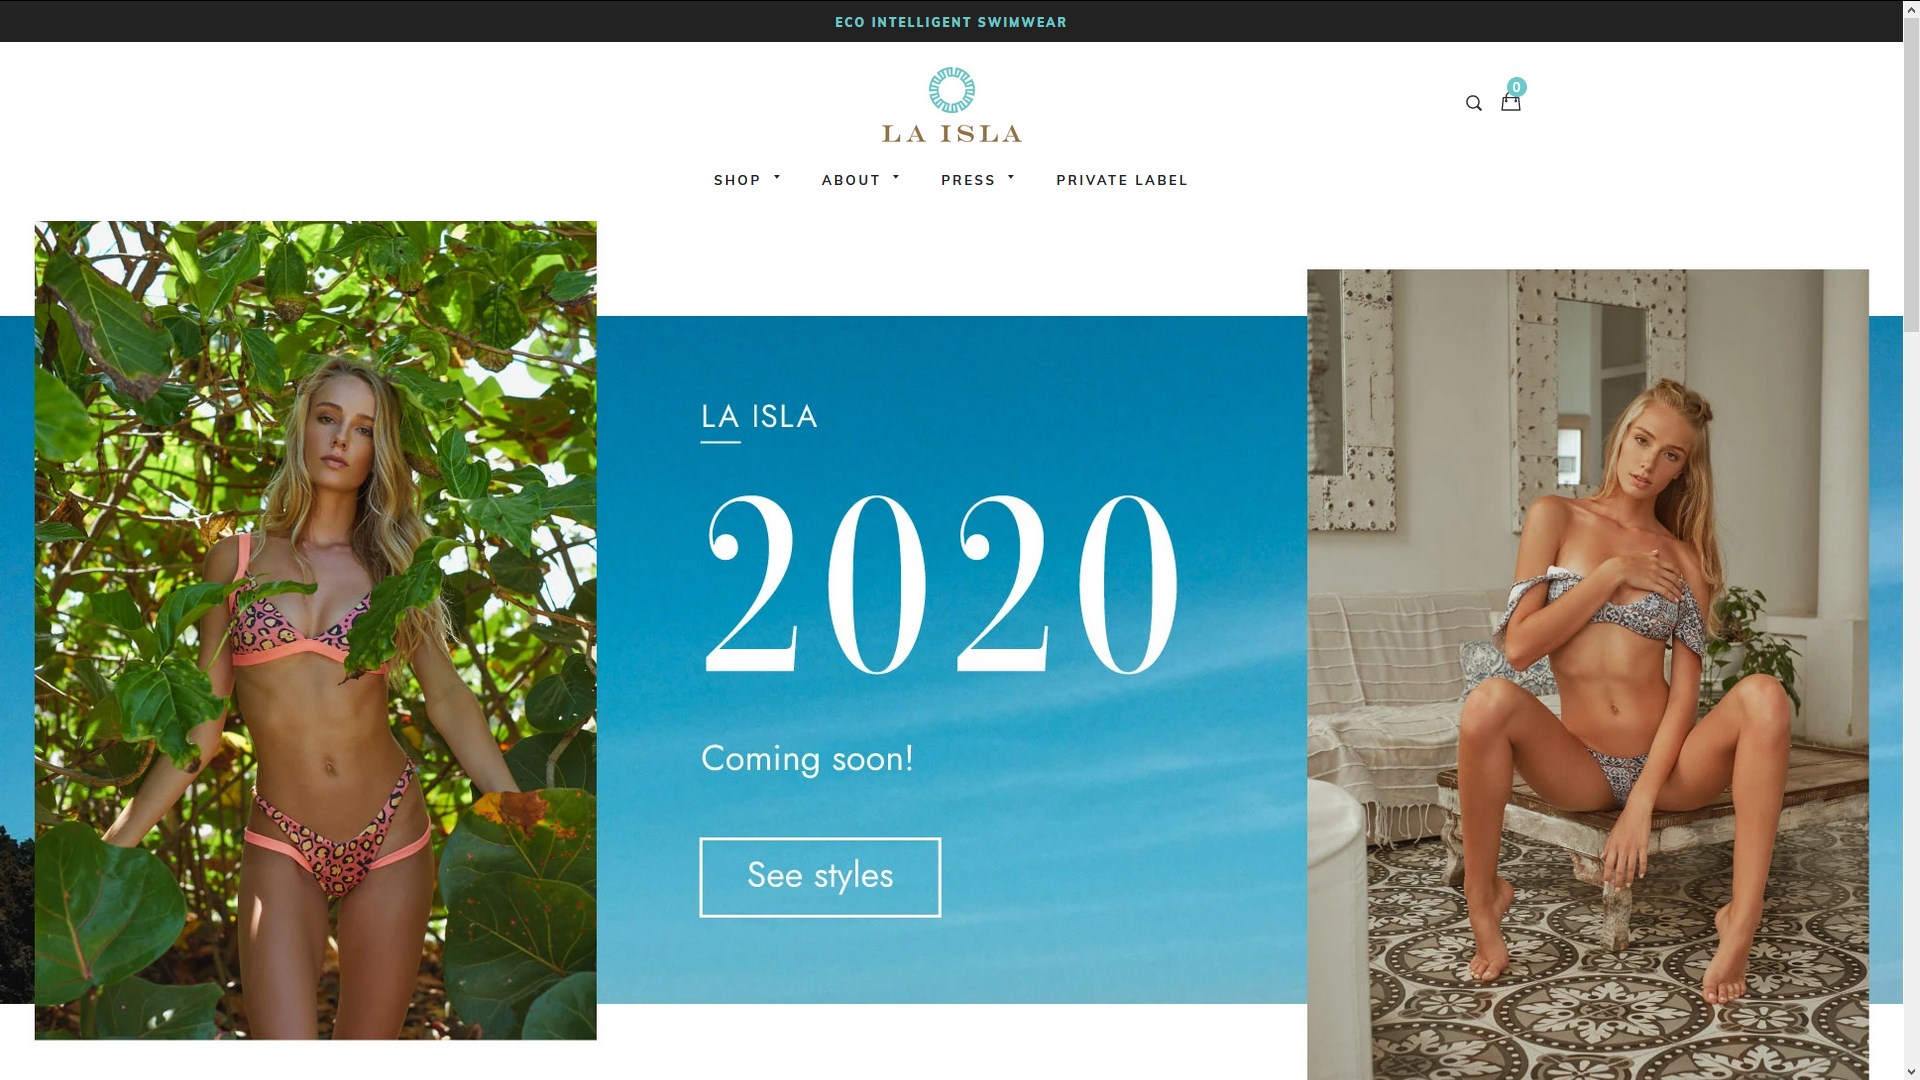 ECO INTELLIGENT SWIMWEAR
0
LA ISLA
SHOP ABOUT PRESS PRIVATE LABEL
LA ISLA
2020
Coming soon!
See styles